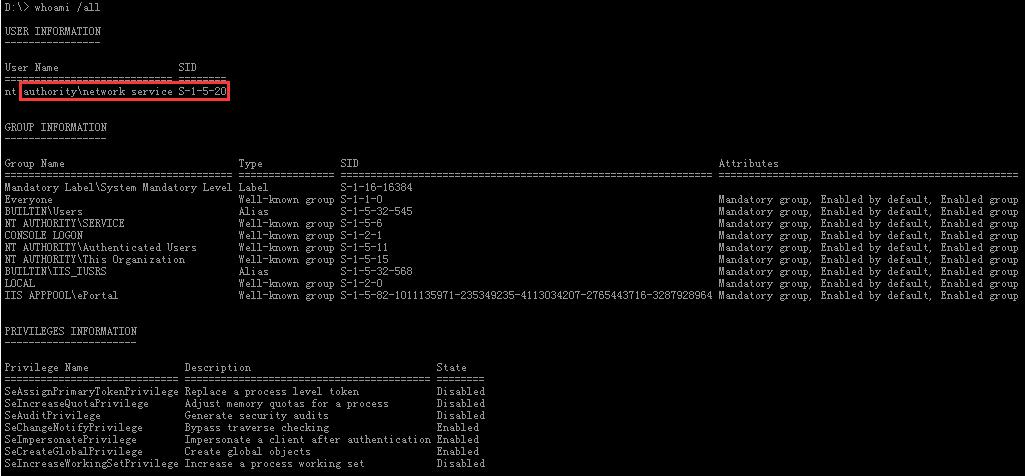 D:\> whoami /all
USER INFORMATION
----------------
User Name                    SID
============================ ========
nt authority\network service S-1-5-20
GROUP INFORMATION
-----------------
Group Name                             Type             SID                                                            Attributes
====================================== ================ ============================================================== ==================================================
Mandatory Label\System Mandatory Level Label            S-1-16-16384
Everyone                               Well-known group S-1-1-0                                                        Mandatory group, Enabled by default, Enabled group
BUILTIN\Users                          Alias            S-1-5-32-545                                                   Mandatory group, Enabled by default, Enabled group
NT AUTHORITY\SERVICE                   Well-known group S-1-5-6                                                        Mandatory group, Enabled by default, Enabled group
CONSOLE LOGON                          Well-known group S-1-2-1                                                        Mandatory group, Enabled by default, Enabled group
NT AUTHORITY\Authenticated Users       Well-known group S-1-5-11                                                       Mandatory group, Enabled by default, Enabled group
NT AUTHORITY\This Organization         Well-known group S-1-5-15                                                       Mandatory group, Enabled by default, Enabled group
BUILTIN\IIS_IUSRS                      Alias            S-1-5-32-568                                                   Mandatory group, Enabled by default, Enabled group
LOCAL                                  Well-known group S-1-2-0                                                        Mandatory group, Enabled by default, Enabled group
IIS APPPOOL\ePortal                    Well-known group S-1-5-82-1011135971-235349235-4113034207-2765443716-3287928964 Mandatory group, Enabled by default, Enabled group
PRIVILEGES INFORMATION
----------------------
Privilege Name                Description                               State
============================= ========================================= ========
SeAssignPrimaryTokenPrivilege Replace a process level token             Disabled
SeIncreaseQuotaPrivilege      Adjust memory quotas for a process        Disabled
SeAuditPrivilege              Generate security audits                  Disabled
SeChangeNotifyPrivilege       Bypass traverse checking                  Enabled
SeImpersonatePrivilege        Impersonate a client after authentication Enabled
SeCreateGlobalPrivilege       Create global objects                     Enabled
SeIncreaseWorkingSetPrivilege Increase a process working set            Disabled